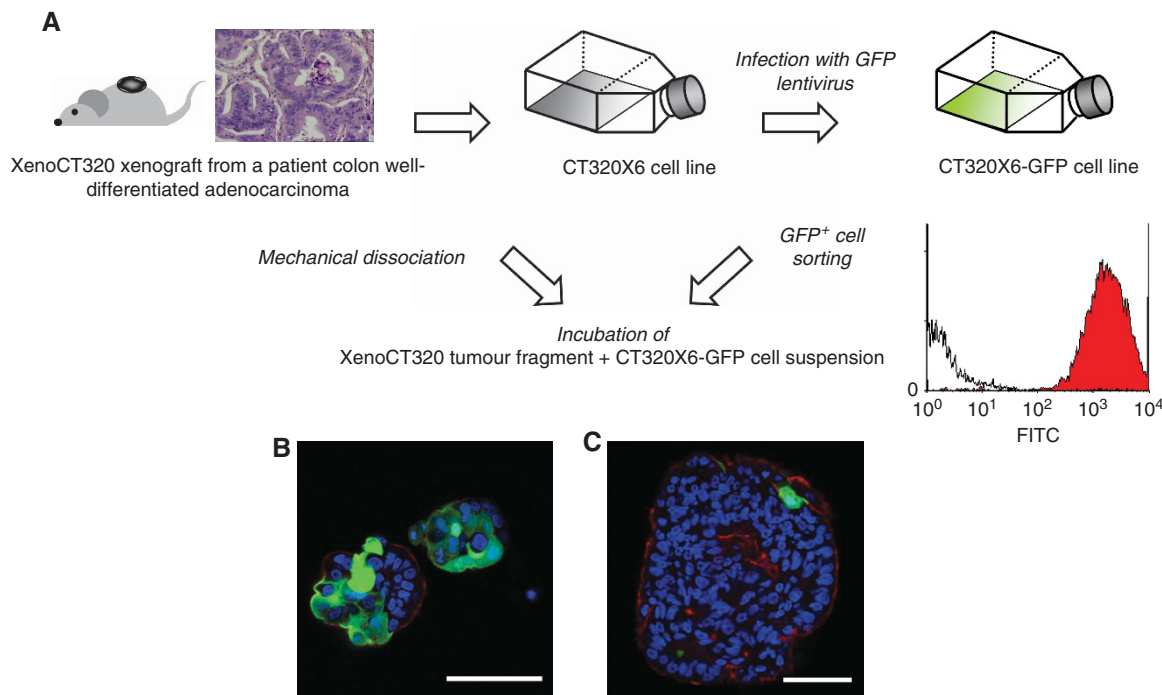 A
XenoCT320 xenograft from a patient colon well-
differentiated adenocarcinoma
CT320X6 cell line
Infection with GFP
lentivirus
CT320X6-GFP cell line
Mechanical dissociation
GFP⁺ cell
sorting
Incubation of
XenoCT320 tumour fragment + CT320X6-GFP cell suspension
0
10⁰ 10¹ 10² 10³ 10⁴
FITC
B
C